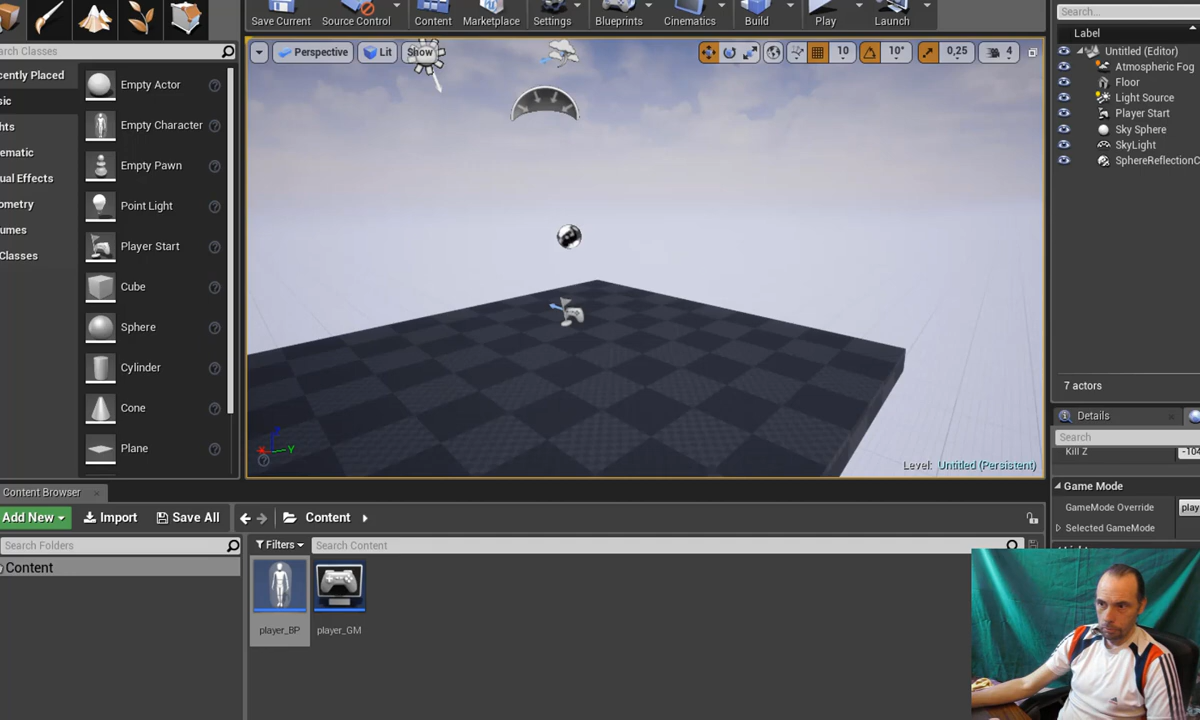 Save Current
Source Control
Content
Marketplace
Settings
Blueprints
Cinematics
Build
Play
Launch
Search...
Label
Untitled (Editor)
Atmospheric Fog
Floor
Light Source
Player Start
Sky Sphere
SkyLight
SphereReflectionC
7 actors
Search Classes
cently Placed
sic
hts
ematic
ual Effects
ometry
umes
Classes
Empty Actor
Empty Character
Empty Pawn
Point Light
Player Start
Cube
Sphere
Cylinder
Cone
Plane
Perspective
Lit
Show
10
10°
0,25
4
Y
Level: Untitled (Persistent)
Details
Search
Kill Z
-104
Game Mode
GameMode Override
play
Selected GameMode
Content Browser
Add New
Import
Save All
Content
Search Folders
Content
Filters
Search Content
player_BP
player_GM